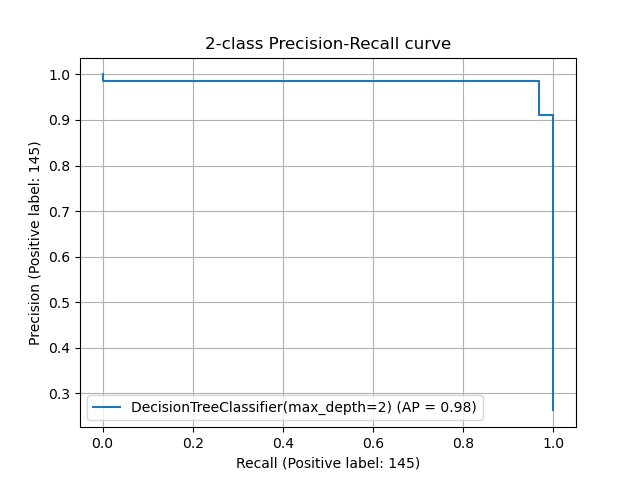 2-class Precision-Recall curve
Precision (Positive label: 145)
1.0
0.9
0.8
0.7
0.6
0.5
0.4
0.3
DecisionTreeClassifier(max_depth=2) (AP = 0.98)
0.0 0.2 0.4 0.6 0.8 1.0
Recall (Positive label: 145)